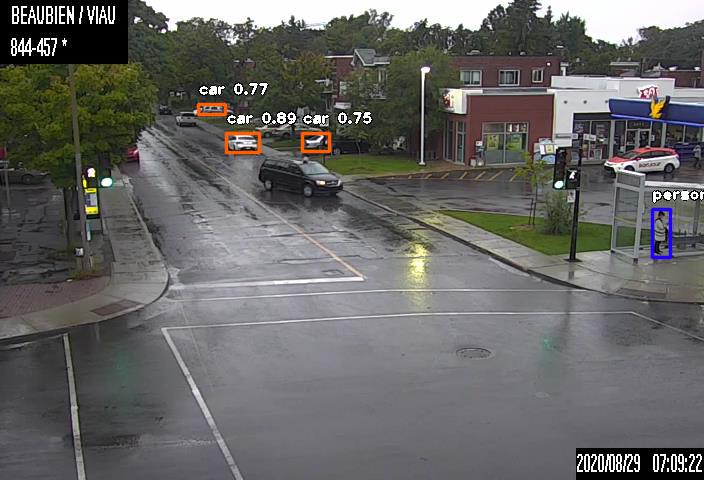 BEAUBIEN / VIAU
844-457 *
car 0.77
car 0.89
car 0.75
person
2020/08/29 07:09:22